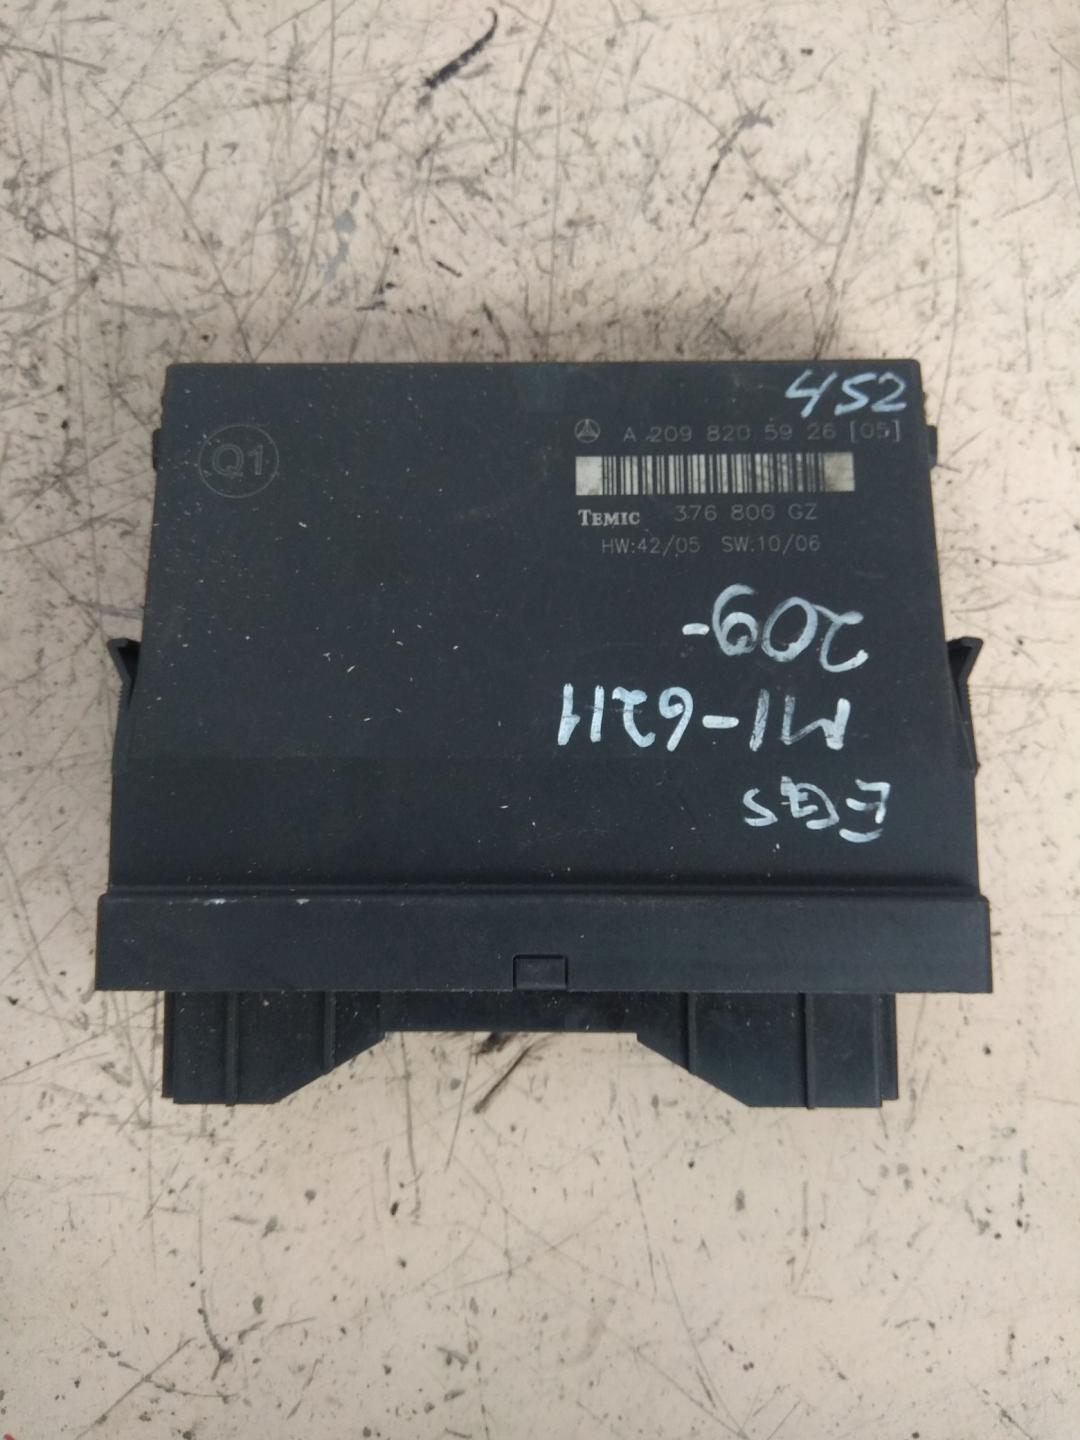 452
Q1
A 209 820 59 26 [05]
TEMIC 376 800 GZ
HW:42/05 SW:10/06
209-
M1-6211